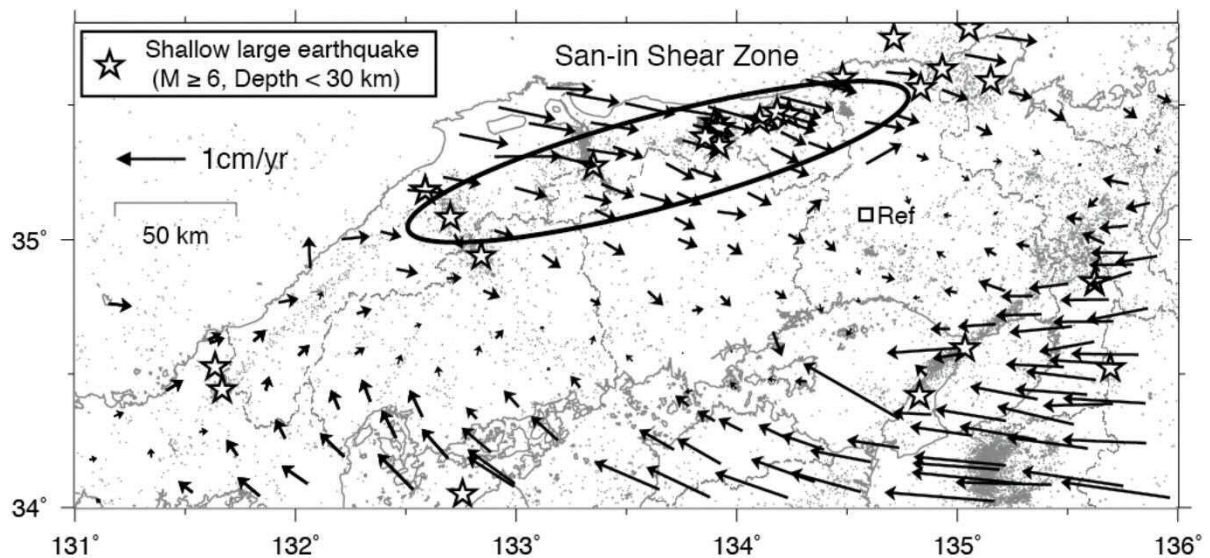 Shallow large earthquake
(M ≥ 6, Depth < 30 km)
San-in Shear Zone
1cm/yr
50 km
Ref
35°
34°
131° 132° 133° 134° 135° 136°